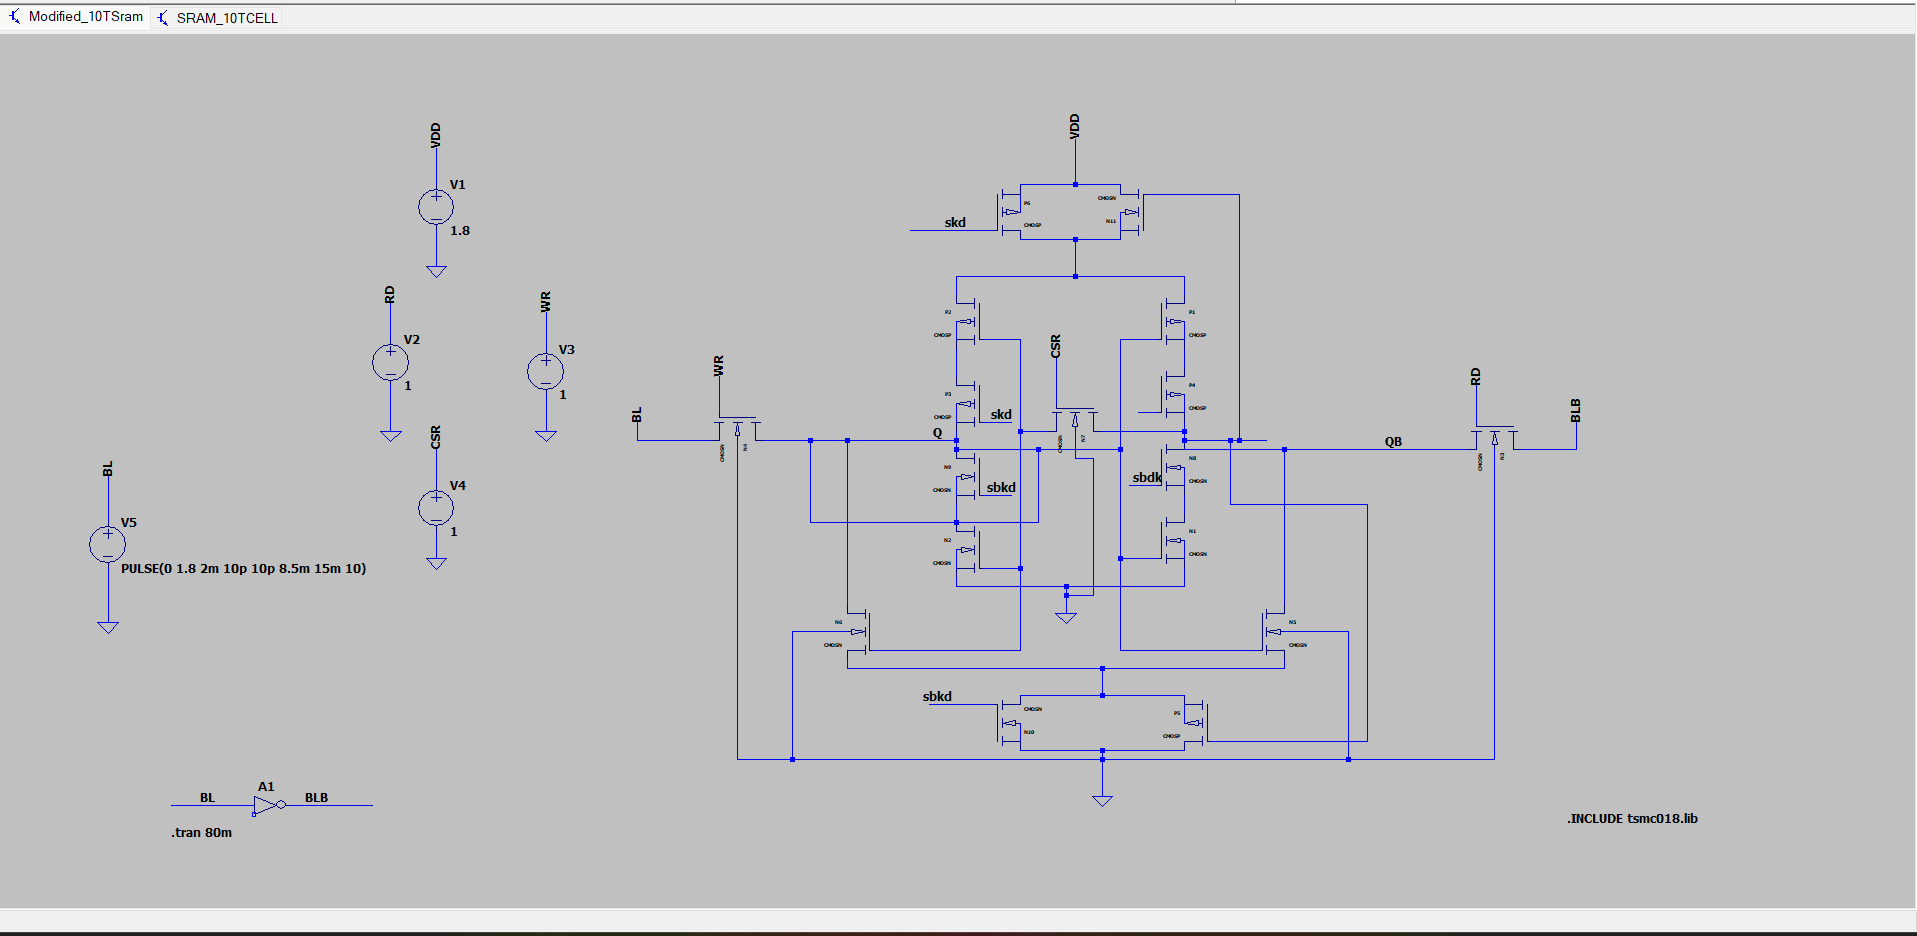 Modified_10TSram
SRAM_10TCELL
VDD
V1
1.8
RD
V2
1
WR
V3
1
CSR
V4
1
BL
V5
PULSE(0 1.8 2m 10p 10p 8.5m 15m 10)
BL
A1
BLB
.tran 80m
VDD
P6
CMOSP
CMOSN
N11
skd
P2
CMOSP
P1
CMOSP
CSR
WR
BL
P3
CMOSP
skd
P4
CMOSP
RD
BLB
Q
CMOSN
N4
CMOSN
N7
QB
CMOSN
N3
N9
CMOSN
sbkd
sbdk
N8
CMOSN
N2
CMOSN
N1
CMOSN
N6
CMOSN
N5
CMOSN
sbkd
CMOSN
N10
P5
CMOSP
.INCLUDE tsmc018.lib